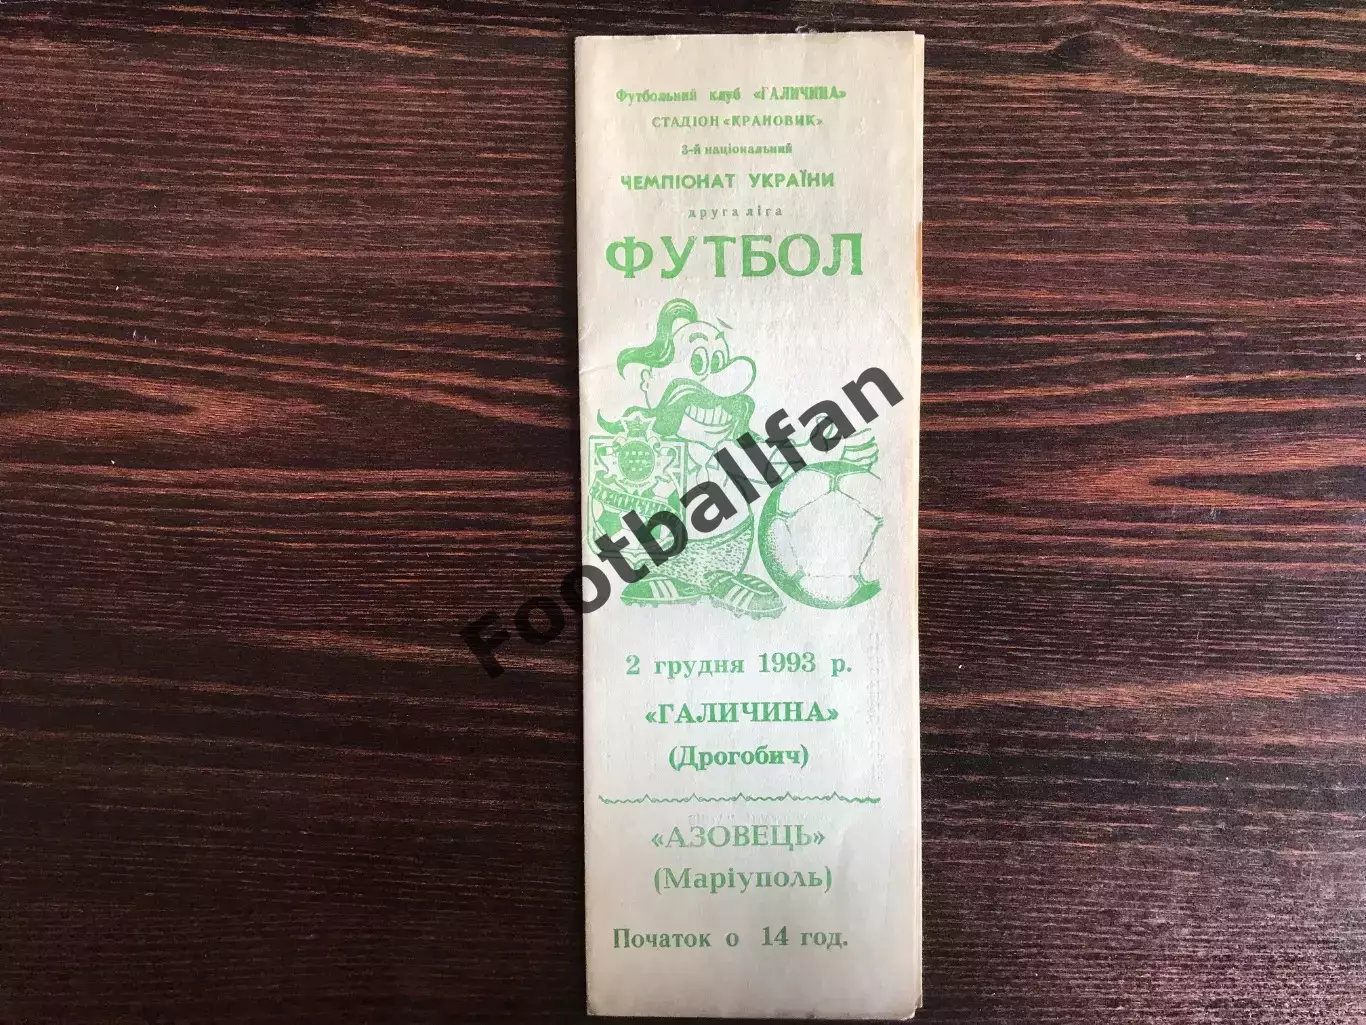 Футбольний клуб «ГАЛИЧИНА»
СТАДІОН «КРАНОВИК»
3-й національний
ЧЕМПІОНАТ УКРАЇНИ
друга ліга
ФУТБОЛ
Footballfan
2 грудня 1993 р.
«ГАЛИЧИНА»
(Дрогобич)
«АЗОВЕЦЬ»
(Маріуполь)
Початок о 14 год.